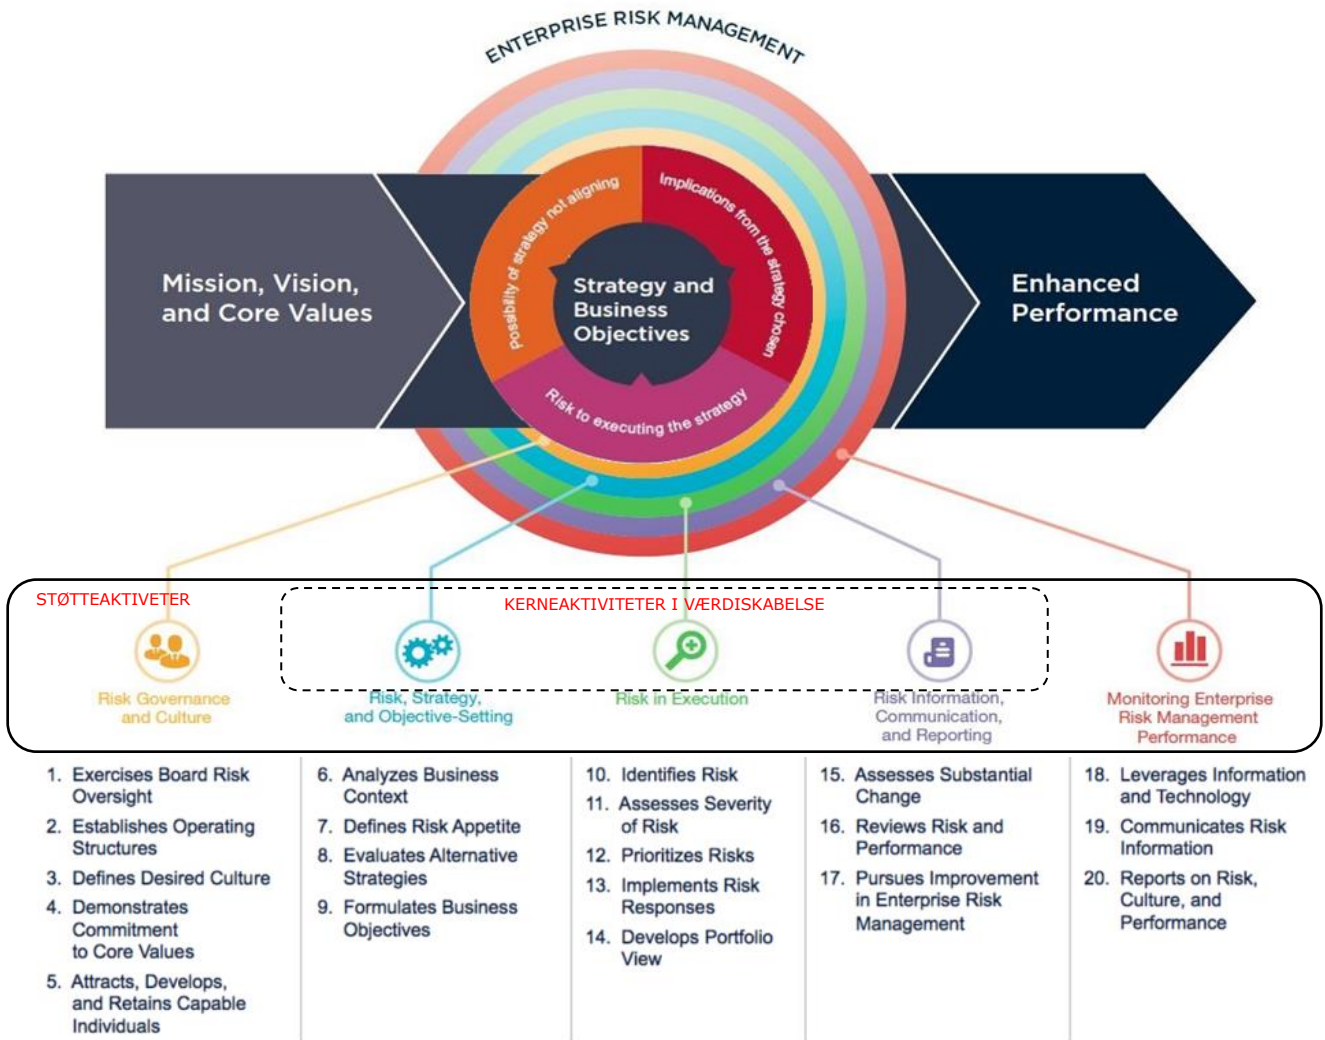 ENTERPRISE RISK MANAGEMENT
Mission, Vision,
and Core Values
Possibility of strategy not aligning
Implications from the strategy chosen
Risk to executing the strategy
Strategy and
Business
Objectives
Enhanced
Performance
STØTTEAKTIVETER
KERNEAKTIVITETER I VÆRDISKABELSE
Risk Governance
and Culture
Risk, Strategy,
and Objective-Setting
Risk in Execution
Risk Information,
Communication,
and Reporting
Monitoring Enterprise
Risk Management
Performance
1. Exercises Board Risk
Oversight
2. Establishes Operating
Structures
3. Defines Desired Culture
4. Demonstrates
Commitment
to Core Values
5. Attracts, Develops,
and Retains Capable
Individuals
6. Analyzes Business
Context
7. Defines Risk Appetite
8. Evaluates Alternative
Strategies
9. Formulates Business
Objectives
10. Identifies Risk
11. Assesses Severity
of Risk
12. Prioritizes Risks
13. Implements Risk
Responses
14. Develops Portfolio
View
15. Assesses Substantial
Change
16. Reviews Risk and
Performance
17. Pursues Improvement
in Enterprise Risk
Management
18. Leverages Information
and Technology
19. Communicates Risk
Information
20. Reports on Risk,
Culture, and
Performance